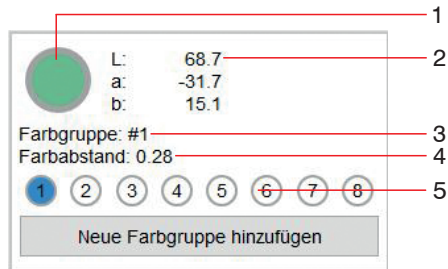 1
L: 68.7 2
a: -31.7
b: 15.1
Farbgruppe: #1 3
Farbabstand: 0.28 4
1 2 3 4 5 6 7 8 5
Neue Farbgruppe hinzufügen